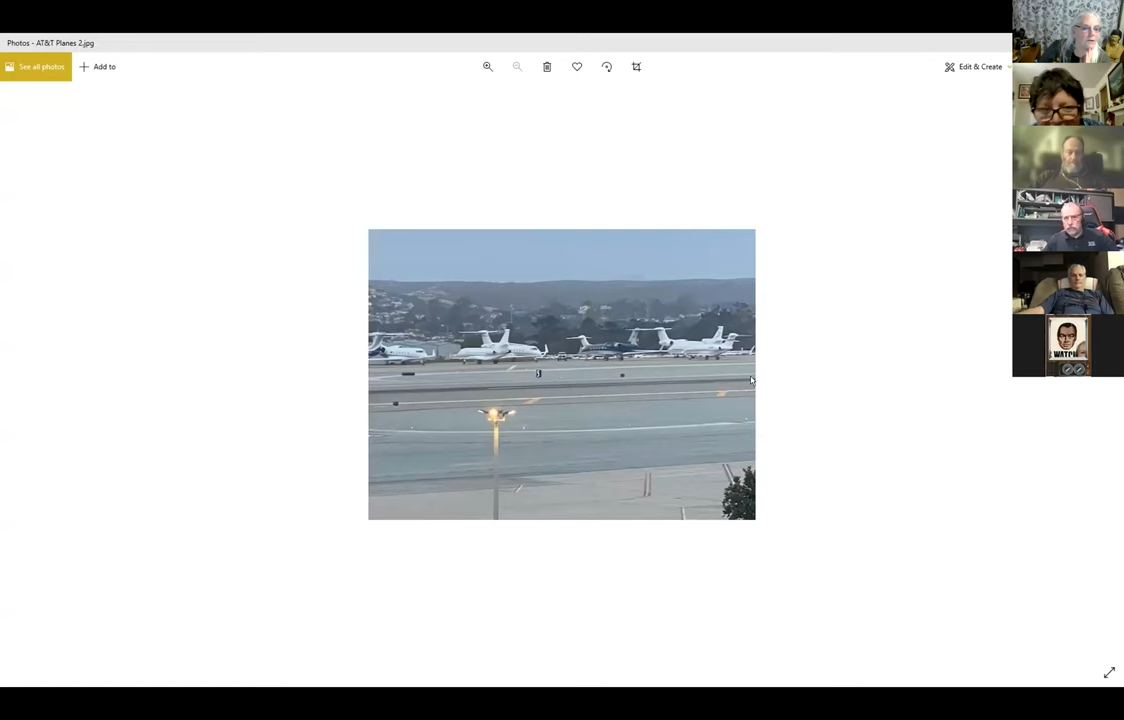 Photos - AT&T Planes 2.jpg
See all photos
Add to
Edit & Create
WATCH